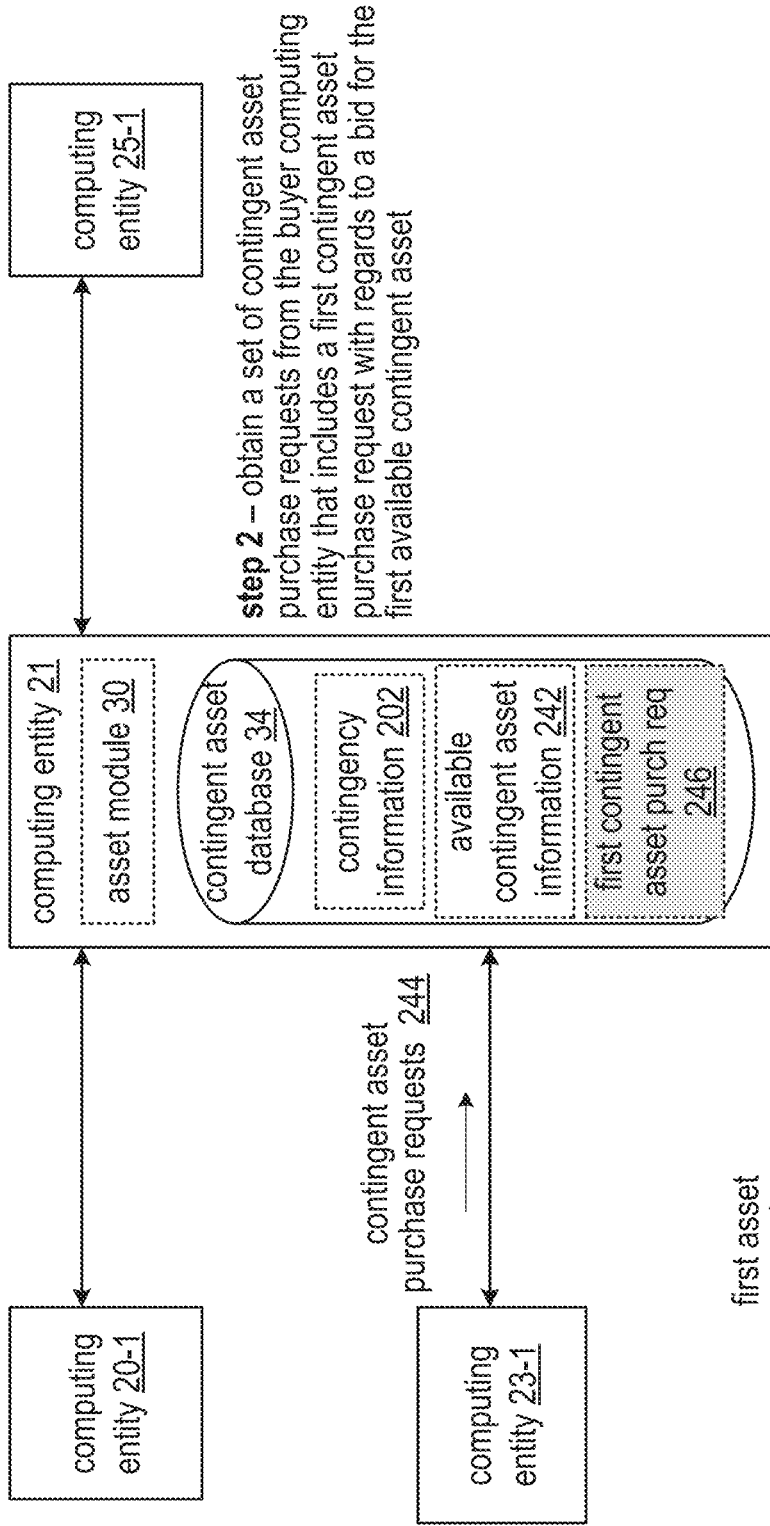 computing
entity 20-1
computing entity 21
asset module 30
contingent asset
database 34
contingency
information 202
available
contingent asset
information 242
first contingent
asset purch req
246
computing
entity 25-1
contingent asset
purchase requests 244
computing
entity 23-1
step 2 – obtain a set of contingent asset
purchase requests from the buyer computing
entity that includes a first contingent asset
purchase request with regards to a bid for the
first available contingent asset
first asset